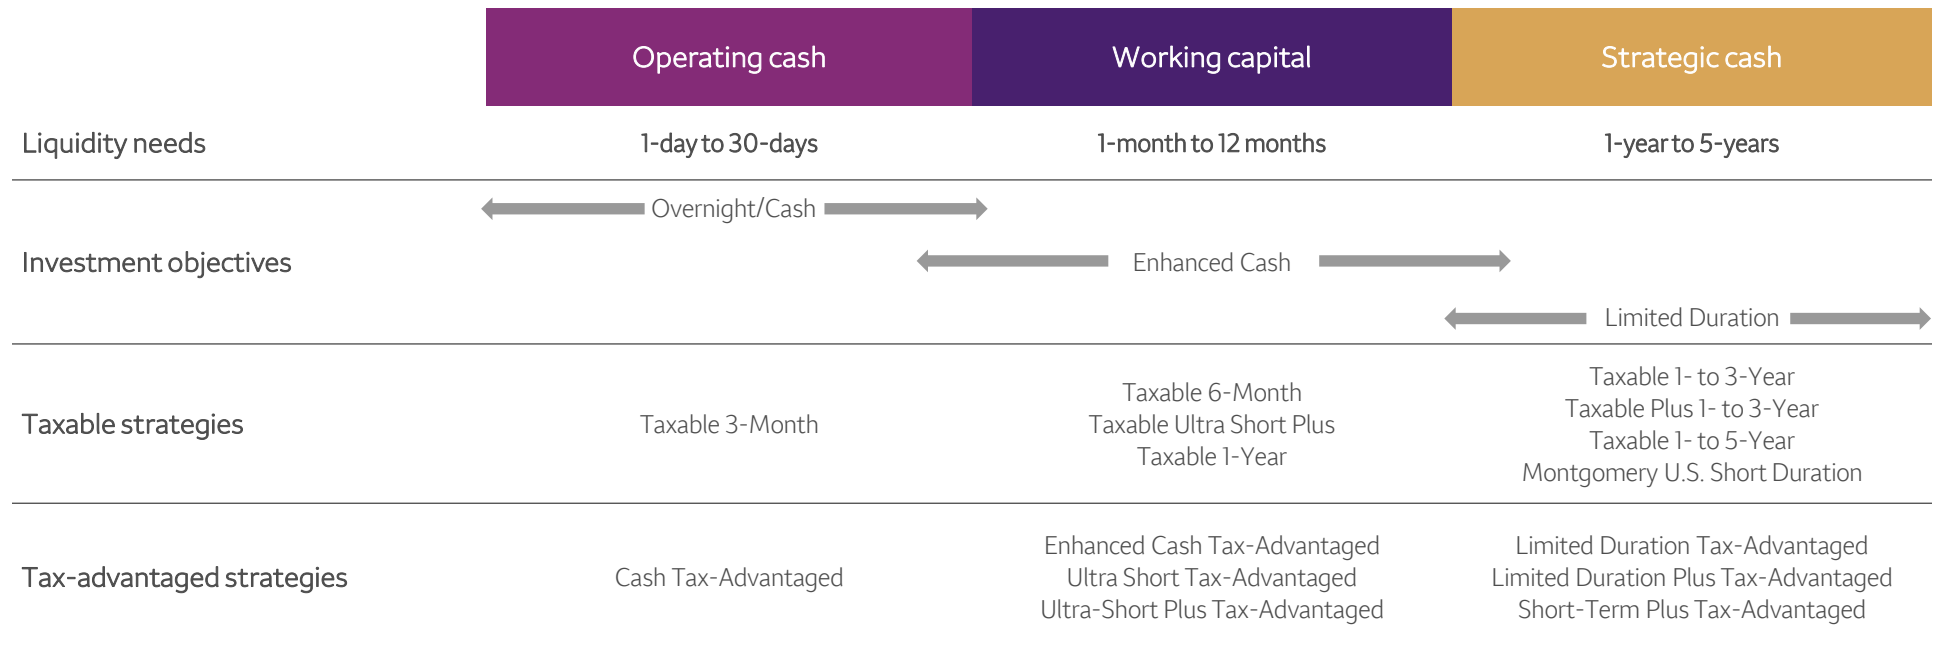 Operating cash
Working capital
Strategic cash
Liquidity needs
1-day to 30-days
1-month to 12 months
1-year to 5-years
Investment objectives
Overnight/Cash
Enhanced Cash
Limited Duration
Taxable strategies
Taxable 3-Month
Taxable 6-Month
Taxable Ultra Short Plus
Taxable 1-Year
Taxable 1- to 3-Year
Taxable Plus 1- to 3-Year
Taxable 1- to 5-Year
Montgomery U.S. Short Duration
Tax-advantaged strategies
Cash Tax-Advantaged
Enhanced Cash Tax-Advantaged
Ultra Short Tax-Advantaged
Ultra-Short Plus Tax-Advantaged
Limited Duration Tax-Advantaged
Limited Duration Plus Tax-Advantaged
Short-Term Plus Tax-Advantaged